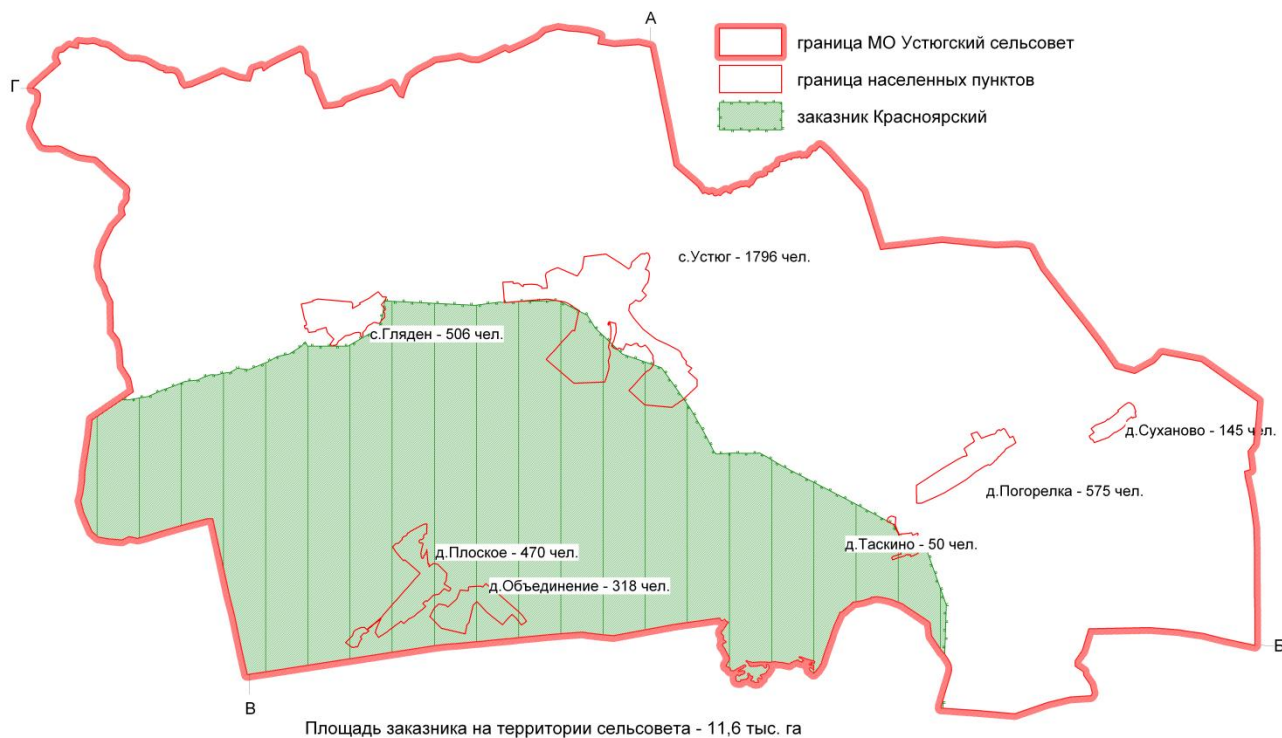 А
граница МО Устюгский сельсовет
Г
граница населенных пунктов
заказник Красноярский
с.Устюг - 1796 чел.
с.Гляден - 506 чел.
д.Суханово - 145 чел.
д.Погорелка - 575 чел.
д.Таскино - 50 чел.
д.Плоское - 470 чел.
д.Объединение - 318 чел.
Б
В
Площадь заказника на территории сельсовета - 11,6 тыс. га